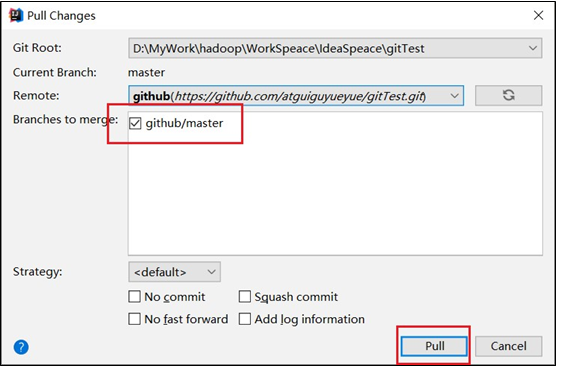 Pull Changes
Git Root: D:\MyWork\hadoop\WorkSpeace\IdeaSpeace\gitTest
Current Branch: master
Remote: github(https://github.com/atguiguyueyue/gitTest.git)
Branches to merge: github/master
Strategy: <default>
No commit Squash commit
No fast forward Add log information
? Pull Cancel